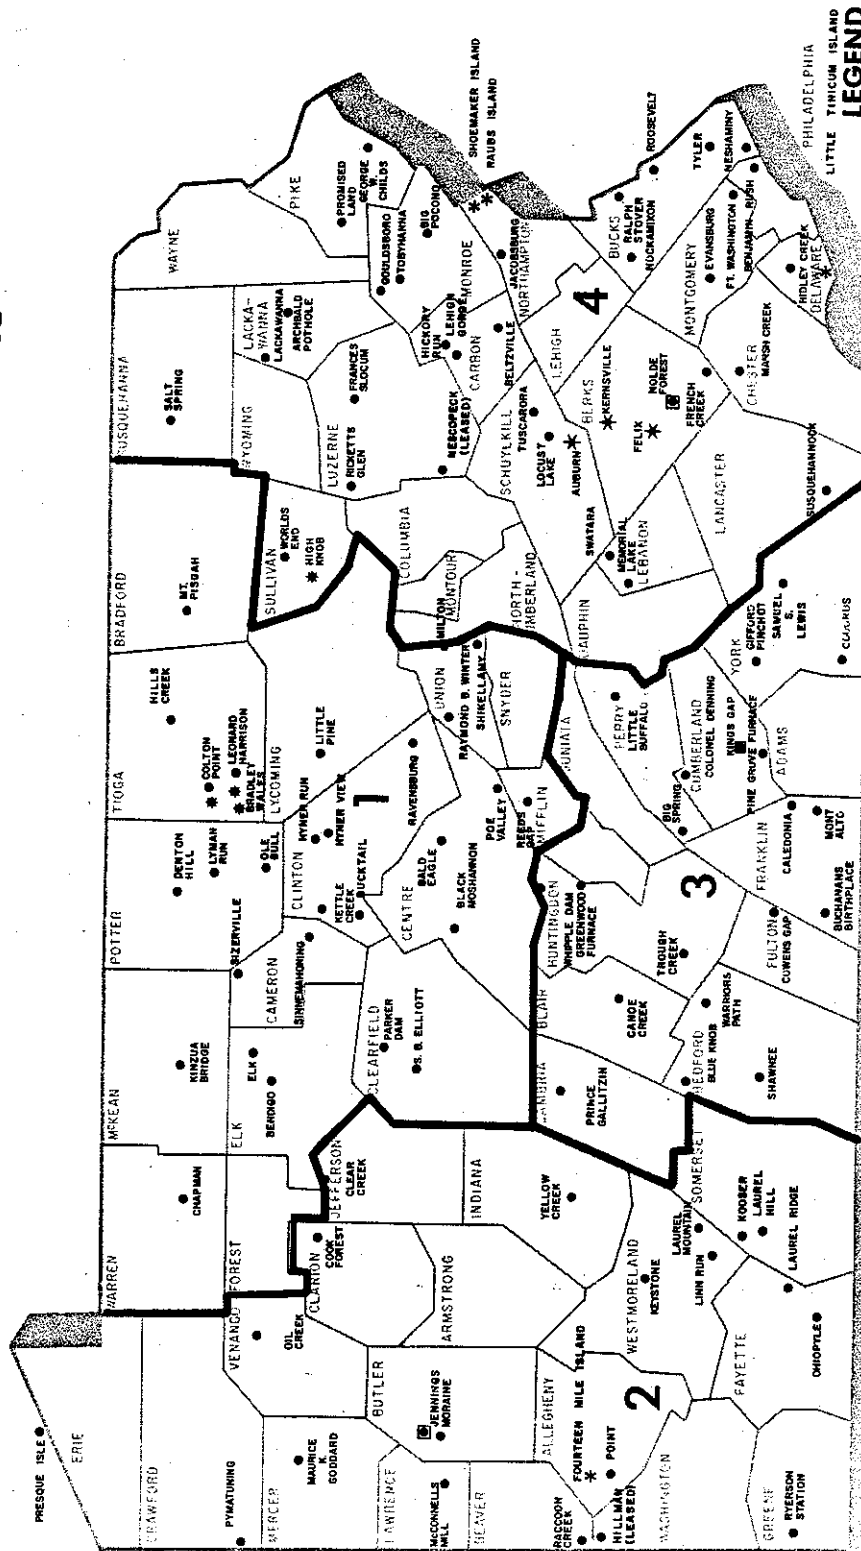 PRESQUE ISLE
ERIE
CRAWFORD
PYMATUNING
MERCER
MAURICE
K.
GODDARD
LAWRENCE
McCONNELLS
MILL
BEAVER
RACCOON
CREEK
HILLMAN
(LEASED)
WASHINGTON
GREENE
RYERSON
STATION
WARREN
CHAPMAN
FOREST
VENANGO
OIL
CREEK
CLARION
COOK
FOREST
BUTLER
JENNINGS
MORAINE
ARMSTRONG
ALLEGHENY
FOURTEEN MILE ISLAND
POINT
2
WESTMORELAND
KEYSTONE
LAUREL
MOUNTAIN
LINN RUN
KOOSER
LAUREL
HILL
LAUREL RIDGE
FAYETTE
OHIOPYLE
SOMERSET
McKEAN
KINZUA
BRIDGE
ELK
ELK
BENDIGO
JEFFERSON
CLEAR
CREEK
INDIANA
YELLOW
CREEK
CLEARFIELD
PARKER
DAM
S. B. ELLIOTT
CAMBRIA
PRINCE
GALLITZIN
BLAIR
CANOE
CREEK
BEDFORD
BLUE KNOB
WARRIORS
PATH
SHAWNEE
POTTER
DENTON
HILL
LYMAN
RUN
OLE
BULL
SIZERVILLE
CAMERON
SINNEMAHONING
CLINTON
HYNER RUN
HYNER VIEW
KETTLE
CREEK
BUCKTAIL
1
RAVENSBURG
CENTRE
BALD
EAGLE
BLACK
MOSHANNON
POE
VALLEY
REEDS
GAP
MIFFLIN
HUNTINGDON
WHIPPLE DAM
GREENWOOD
FURNACE
TROUGH
CREEK
3
FULTON
COWENS GAP
FRANKLIN
CALEDONIA
MONT
ALTO
BUCHANANS
BIRTHPLACE
TIOGA
HILLS
CREEK
COLTON
POINT
LEONARD
HARRISON
BRADLEY
WALES
LYCOMING
LITTLE
PINE
BRADFORD
MT.
PISGAH
SULLIVAN
WORLDS
END
HIGH
KNOB
UNION
RAYMOND B. WINTER
SHIKELLAMY
MILTON
MONTOUR
COLUMBIA
SNYDER
NORTH-
UMBERLAND
JUNIATA
PERRY
LITTLE
BUFFALO
CUMBERLAND
COLONEL DENNING
BIG
SPRING
KINGS GAP
PINE GROVE FURNACE
ADAMS
YORK
GIFFORD
PINCHOT
SAMUEL
S.
LEWIS
CODORUS
DAUPHIN
SUSQUEHANNA
SALT
SPRING
WYOMING
LACKA-
WANNA
LACKAWANNA
ARCHBALD
POTHOLE
LUZERNE
FRANCES
SLOCUM
RICKETTS
GLEN
NESCOPECK
(LEASED)
WAYNE
PIKE
PROMISED
LAND
GEORGE
W.
CHILDS
GOULDSBORO
TOBYHANNA
BIG
POCONO
MONROE
HICKORY
RUN
LEHIGH
GORGE
CARBON
BELTZVILLE
SHOEMAKER ISLAND
RAUBS ISLAND
JACOBSBURG
NORTHAMPTON
LEHIGH
4
SCHUYLKILL
TUSCARORA
LOCUST
LAKE
AUBURN
BERKS
KERNSVILLE
FELIX
NOLDE
FOREST
FRENCH
CREEK
SWATARA
MEMORIAL
LAKE
LEBANON
LANCASTER
SUSQUEHANNOCK
BUCKS
RALPH
STOVER
NOCKAMIXON
ROOSEVELT
TYLER
NESHAMINY
MONTGOMERY
EVANSBURG
FT. WASHINGTON
BENJAMIN RUSH
CHESTER
MARSH CREEK
RIDLEY CREEK
DELAWARE
PHILADELPHIA
LITTLE TINICUM ISLAND
LEGEND